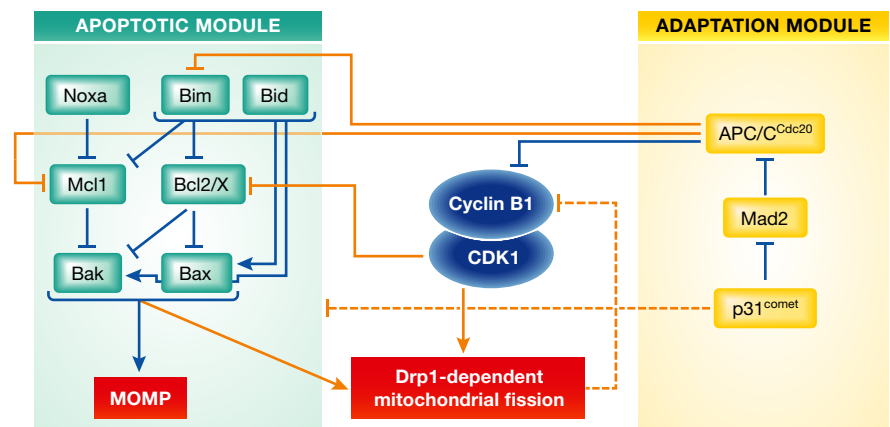 APOPTOTIC MODULE
ADAPTATION MODULE
Noxa
Bim
Bid
APC/C^Cdc20
Mcl1
Bcl2/X
Cyclin B1
Mad2
CDK1
Bak
Bax
p31^comet
Drp1-dependent
mitochondrial fission
MOMP